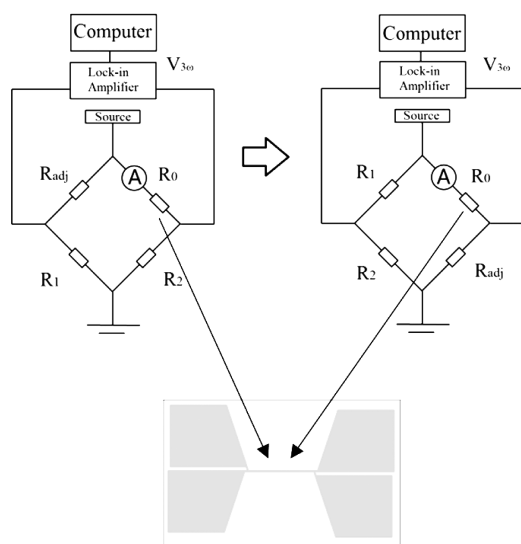 Computer
Lock-in
Amplifier
V3ω
Source
Radj
A
R0
R1
R2
Computer
Lock-in
Amplifier
V3ω
Source
R1
A
R0
R2
Radj